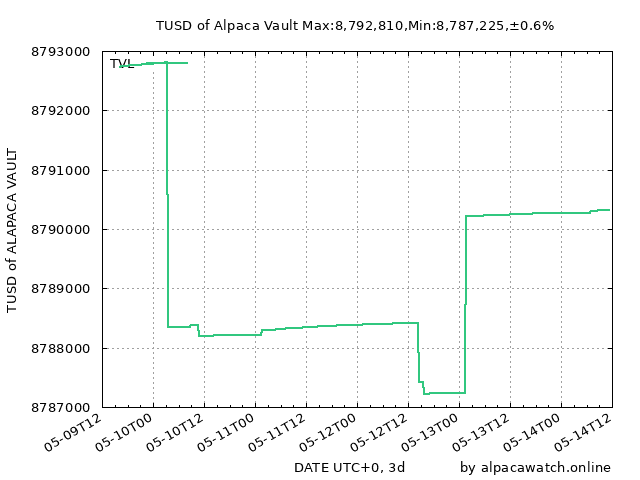 TUSD of Alpaca Vault Max:8,792,810,Min:8,787,225,±0.6%
8793000
TVL
8792000
8791000
8790000
8789000
8788000
8787000
TUSD of ALAPACA VAULT
05-09T12
05-10T00
05-10T12
05-11T00
05-11T12
05-12T00
05-12T12
05-13T00
05-13T12
05-14T00
05-14T12
DATE UTC+0, 3d
by alpacawatch.online